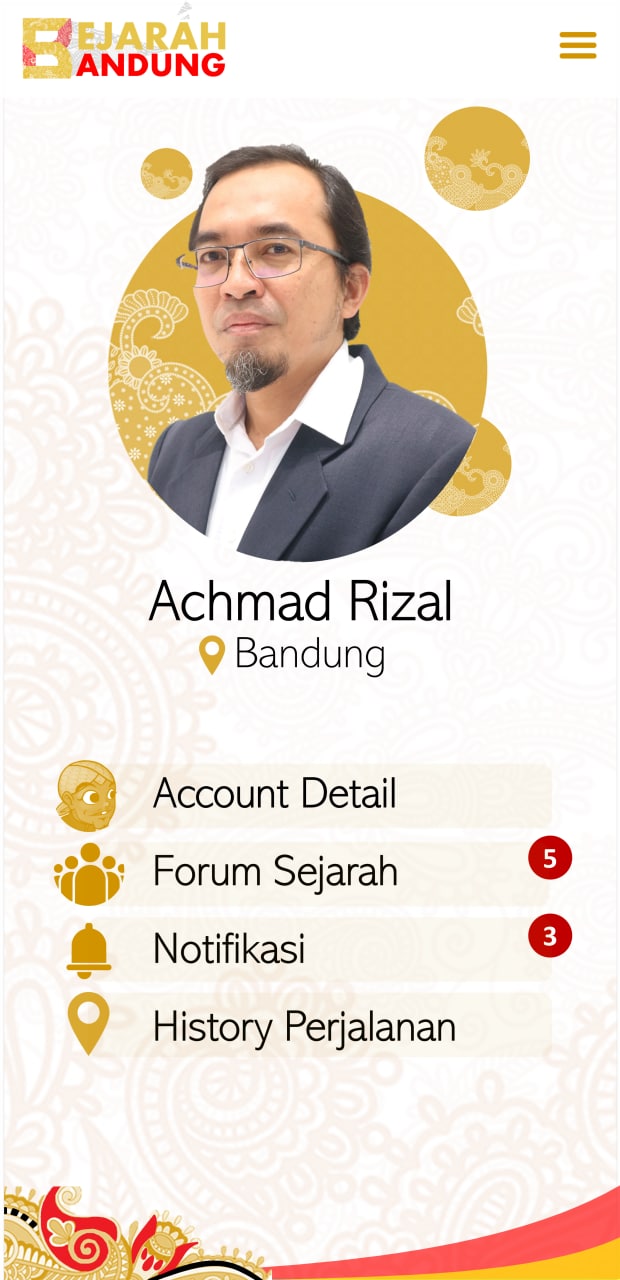 SEJARAH
BANDUNG
Achmad Rizal
Bandung
Account Detail
Forum Sejarah
5
Notifikasi
3
History Perjalanan